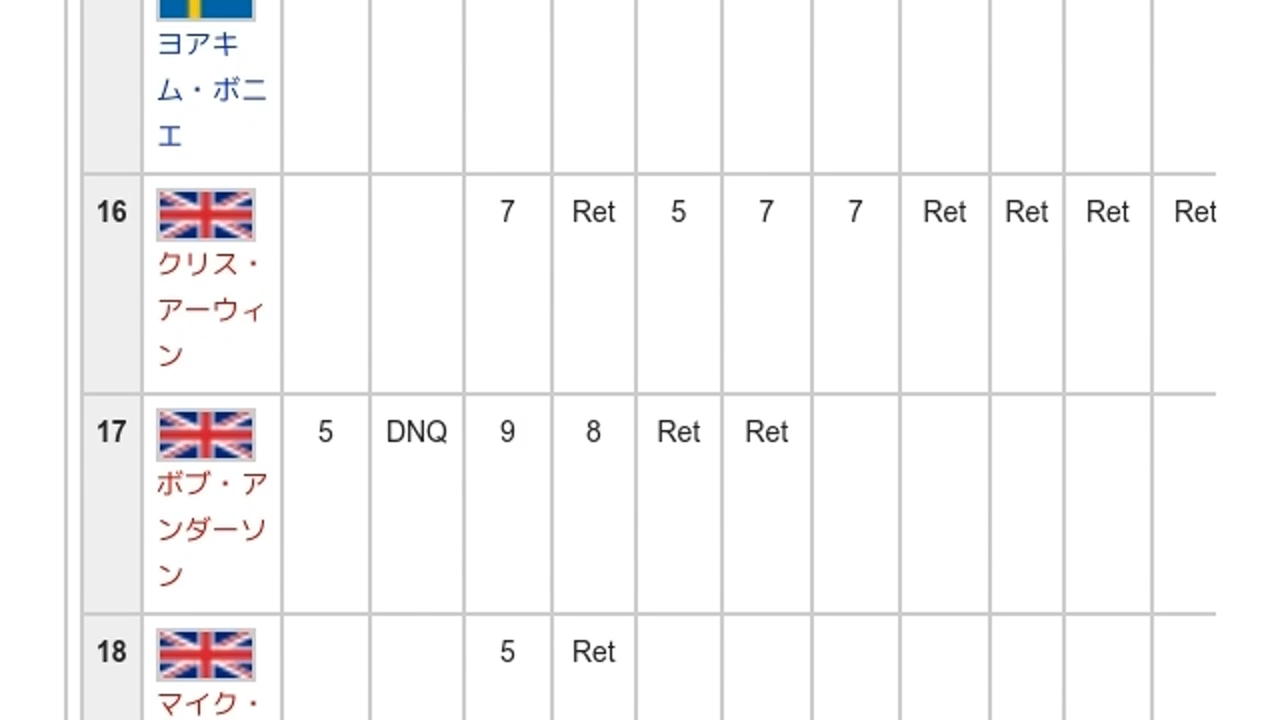 ヨアキ
ム・ボニ
エ
16 7 Ret 5 7 7 Ret Ret Ret Ret
クリス・
アーウィ
ン
17 5 DNQ 9 8 Ret Ret
ボブ・ア
ンダーソ
ン
18 5 Ret
マイク・